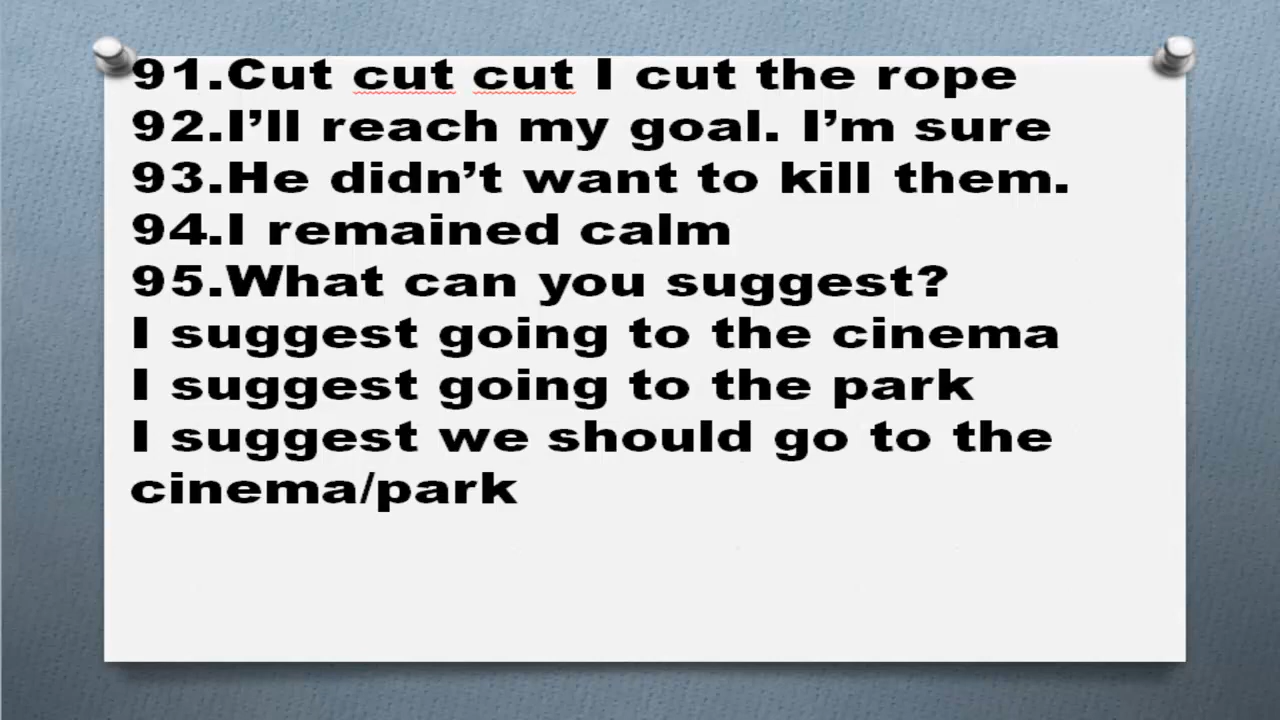 91.Cut cut cut I cut the rope
92.I’ll reach my goal. I’m sure
93.He didn’t want to kill them.
94.I remained calm
95.What can you suggest?
I suggest going to the cinema
I suggest going to the park
I suggest we should go to the
cinema/park